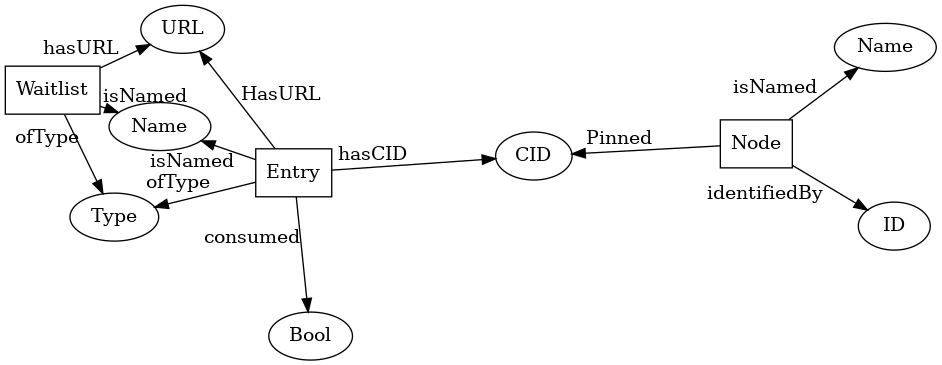 URL
Name
hasURL
Waitlist
isNamed
HasURL
isNamed
Name
ofType
Pinned
Node
isNamed
hasCID
CID
ofType
Entry
identifiedBy
Type
ID
consumed
Bool